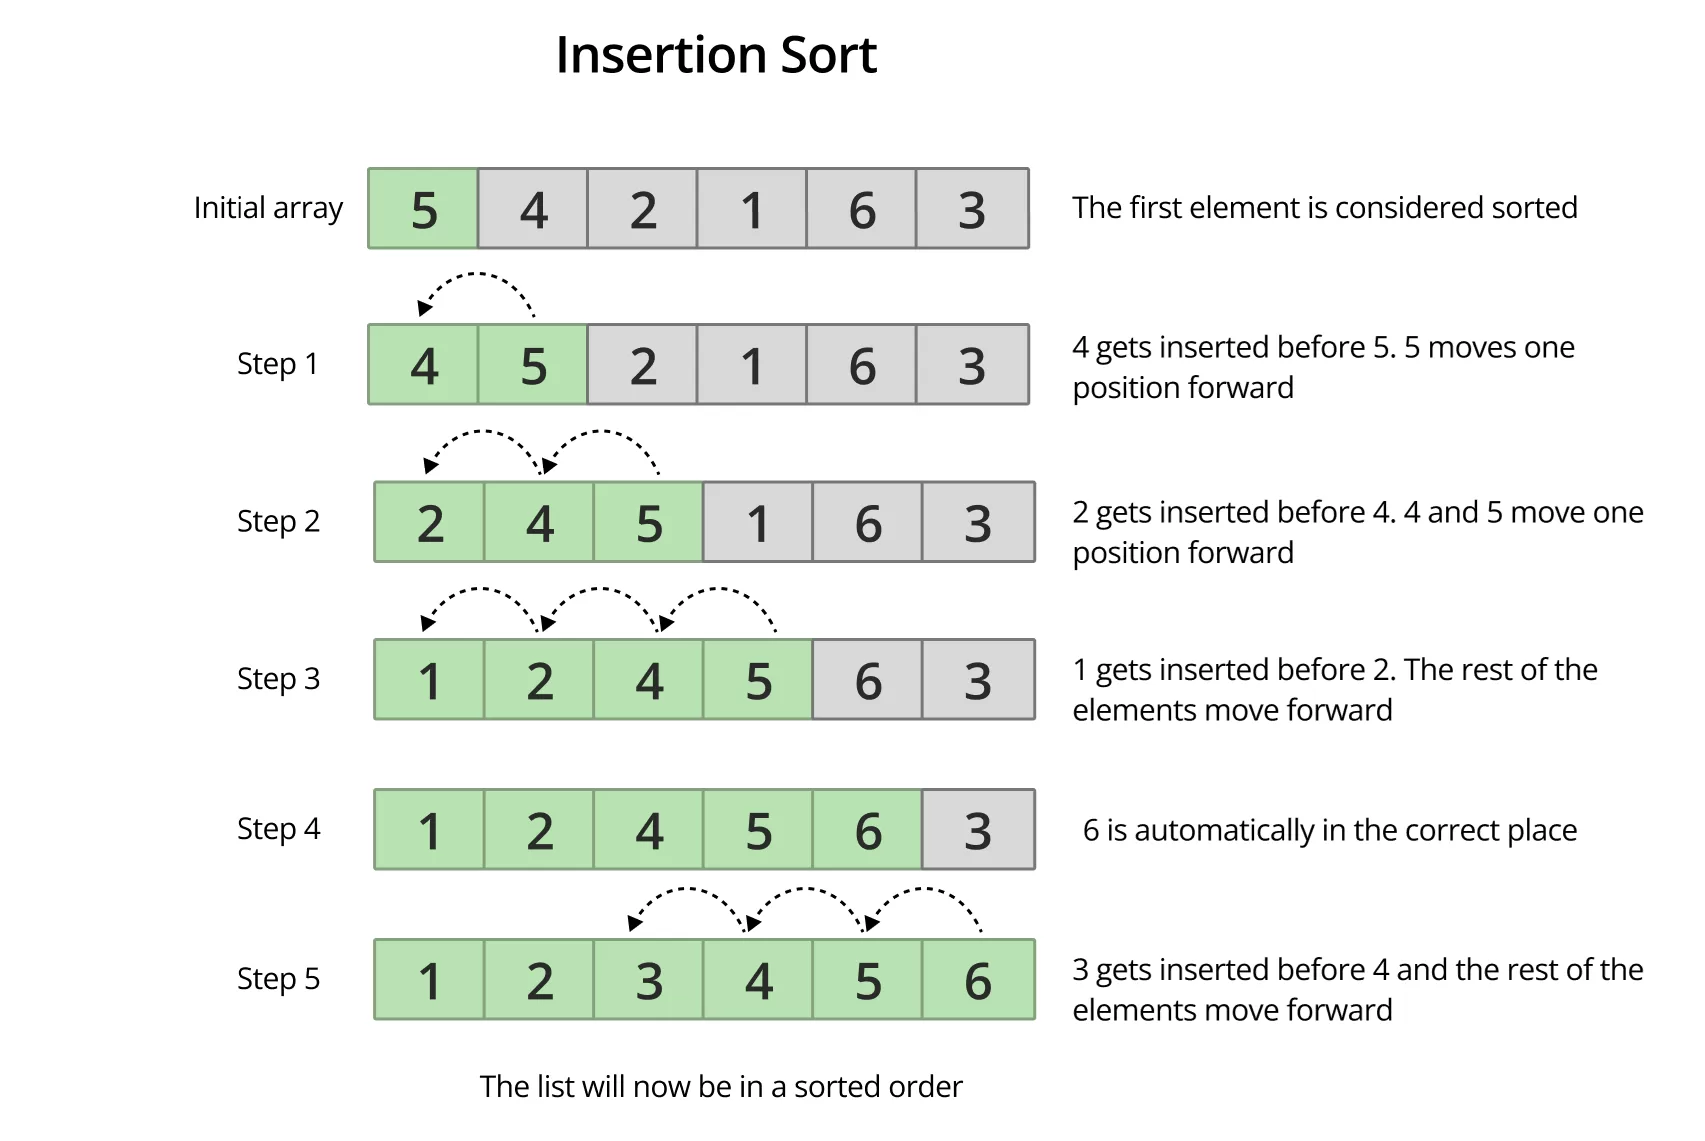 Insertion Sort
Initial array 5 4 2 1 6 3 The first element is considered sorted
Step 1 4 5 2 1 6 3 4 gets inserted before 5. 5 moves one
position forward
Step 2 2 4 5 1 6 3 2 gets inserted before 4. 4 and 5 move one
position forward
Step 3 1 2 4 5 6 3 1 gets inserted before 2. The rest of the
elements move forward
Step 4 1 2 4 5 6 3 6 is automatically in the correct place
Step 5 1 2 3 4 5 6 3 gets inserted before 4 and the rest of the
elements move forward
The list will now be in a sorted order